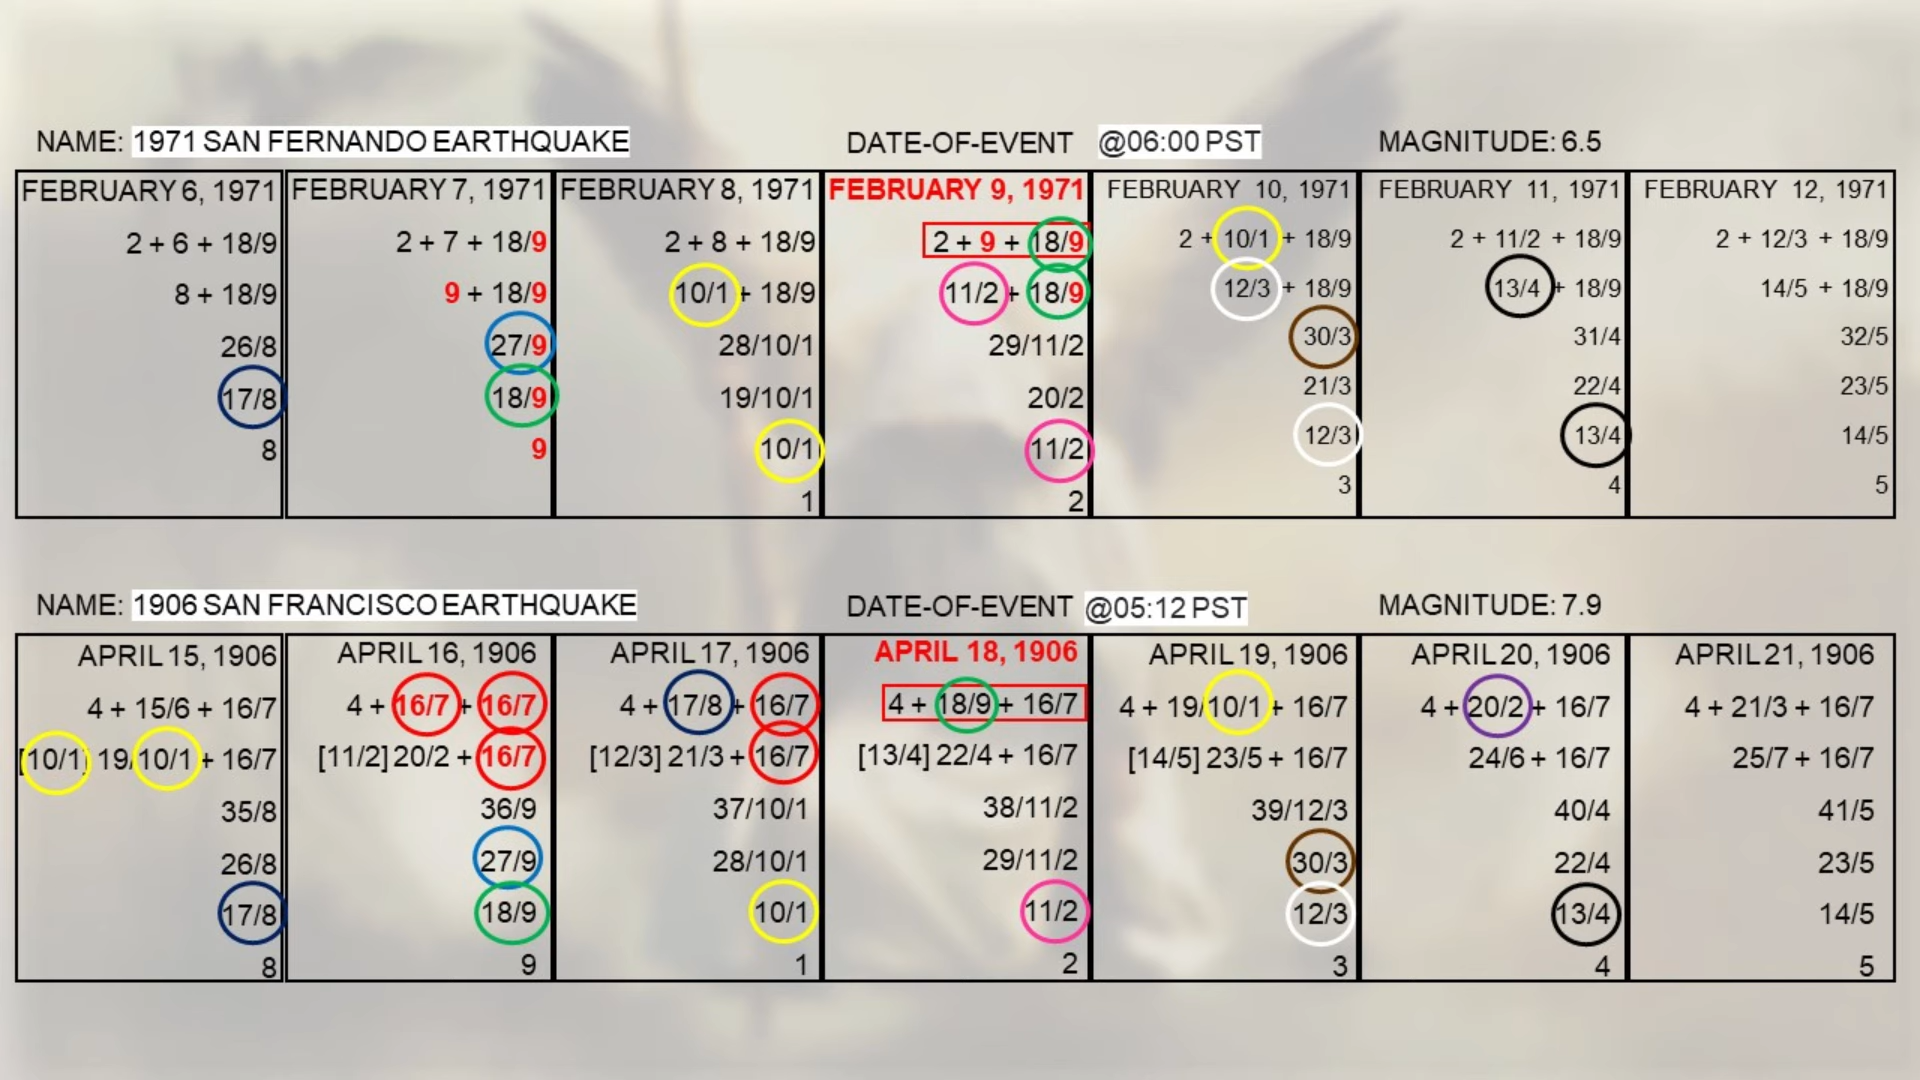 NAME: 1971 SAN FERNANDO EARTHQUAKE DATE-OF-EVENT @06:00 PST MAGNITUDE: 6.5
FEBRUARY 6, 1971
2 + 6 + 18/9
8 + 18/9
26/8
17/8
8
FEBRUARY 7, 1971
2 + 7 + 18/9
9 + 18/9
27/9
18/9
9
FEBRUARY 8, 1971
2 + 8 + 18/9
10/1 + 18/9
28/10/1
19/10/1
10/1
1
FEBRUARY 9, 1971
2 + 9 + 18/9
11/2 + 18/9
29/11/2
20/2
11/2
2
FEBRUARY 10, 1971
2 + 10/1 + 18/9
12/3 + 18/9
30/3
21/3
12/3
3
FEBRUARY 11, 1971
2 + 11/2 + 18/9
13/4 + 18/9
31/4
22/4
13/4
4
FEBRUARY 12, 1971
2 + 12/3 + 18/9
14/5 + 18/9
32/5
23/5
14/5
5
NAME: 1906 SAN FRANCISCO EARTHQUAKE DATE-OF-EVENT @05:12 PST MAGNITUDE: 7.9
APRIL 15, 1906
4 + 15/6 + 16/7
[10/1] 19/10/1 + 16/7
35/8
26/8
17/8
8
APRIL 16, 1906
4 + 16/7 + 16/7
[11/2] 20/2 + 16/7
36/9
27/9
18/9
9
APRIL 17, 1906
4 + 17/8 + 16/7
[12/3] 21/3 + 16/7
37/10/1
28/10/1
10/1
1
APRIL 18, 1906
4 + 18/9 + 16/7
[13/4] 22/4 + 16/7
38/11/2
29/11/2
11/2
2
APRIL 19, 1906
4 + 19/10/1 + 16/7
[14/5] 23/5 + 16/7
39/12/3
30/3
12/3
3
APRIL 20, 1906
4 + 20/2 + 16/7
24/6 + 16/7
40/4
22/4
13/4
4
APRIL 21, 1906
4 + 21/3 + 16/7
25/7 + 16/7
41/5
23/5
14/5
5